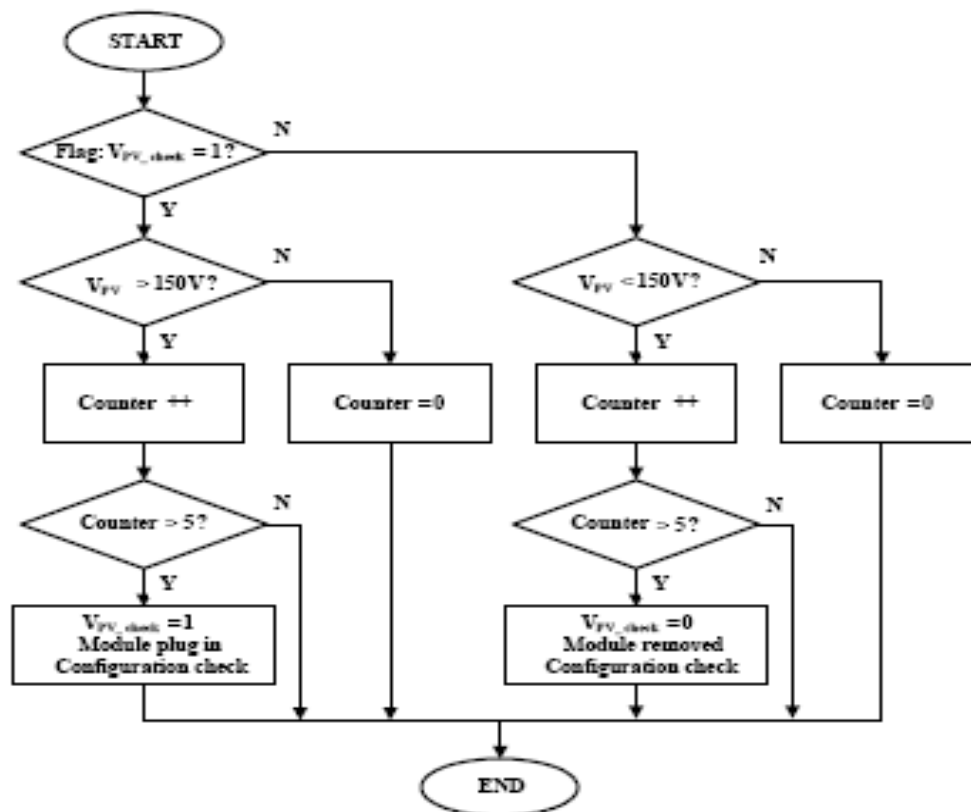 START
N
Flag: V_PV_check = 1?
Y
N
N
V_PV > 150V?
V_PV < 150V?
Y
Y
Counter ++
Counter = 0
Counter ++
Counter = 0
N
N
Counter > 5?
Counter > 5?
Y
Y
V_PV_check = 1
Module plug in
Configuration check
V_PV_check = 0
Module removed
Configuration check
END